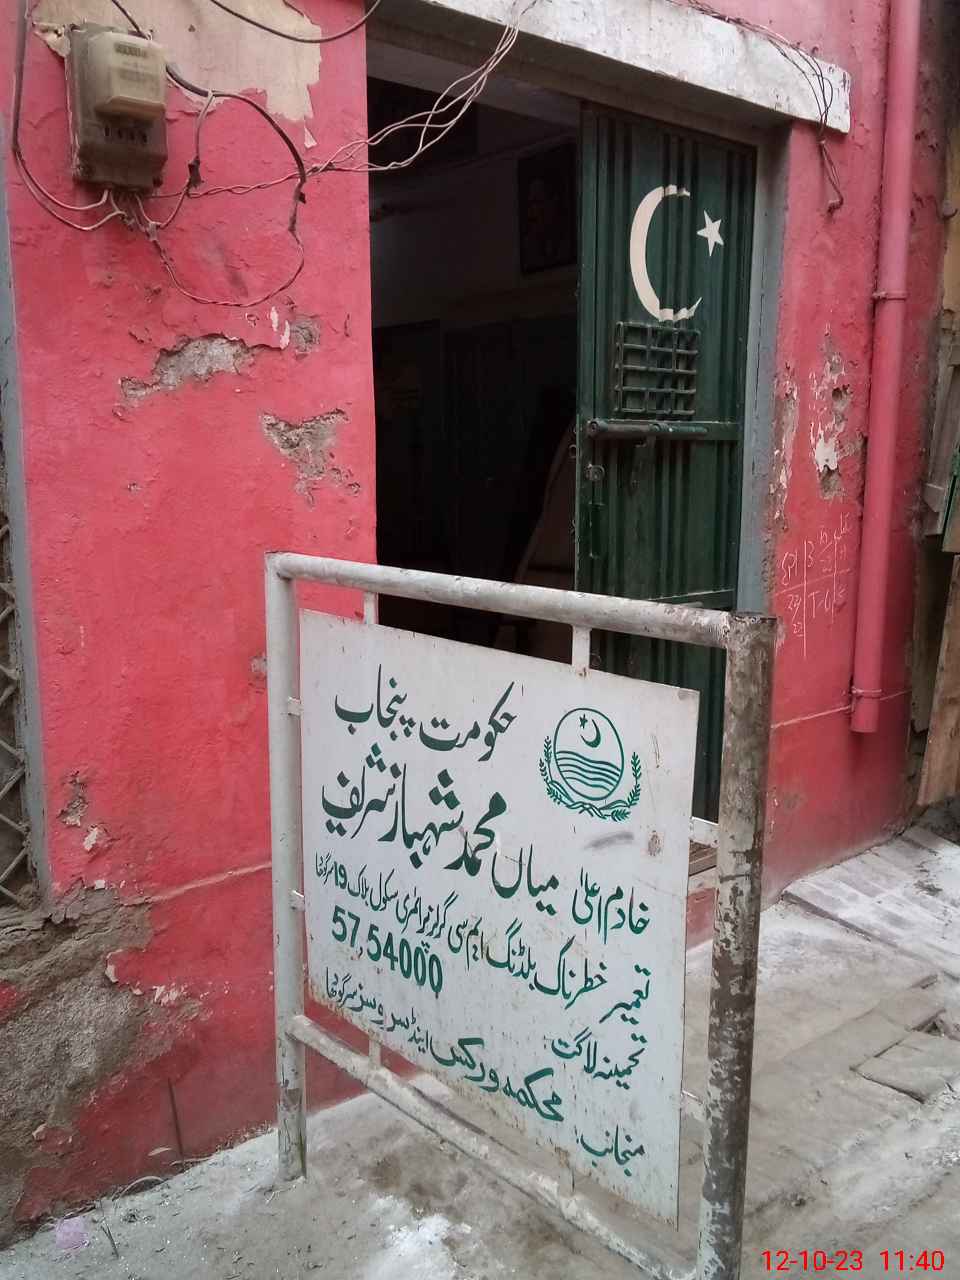 حکومت پنجاب
خادم اعلیٰ میاں محمد شہباز شریف
تعمیر خطرناک بلڈنگ ایم سی گرلز پرائمری سکول بلاک 19 سرگودھا
تخمینہ لاگت 57,54000
منجانب: محکمہ ورکس اینڈ سروسز سرگودھا
12-10-23 11:40